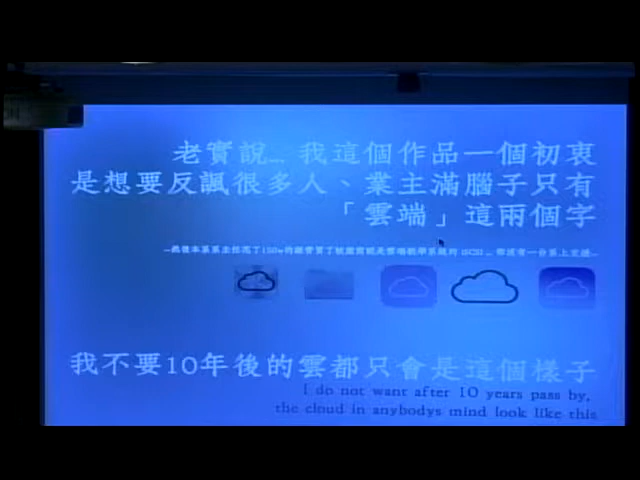 老實說... 我這個作品一個初衷
是想要反諷很多人、業主滿腦子只有
「雲端」這兩個字
我不要10年後的雲都只會是這個樣子
I do not want after 10 years pass by,
the cloud in anybodys mind look like this